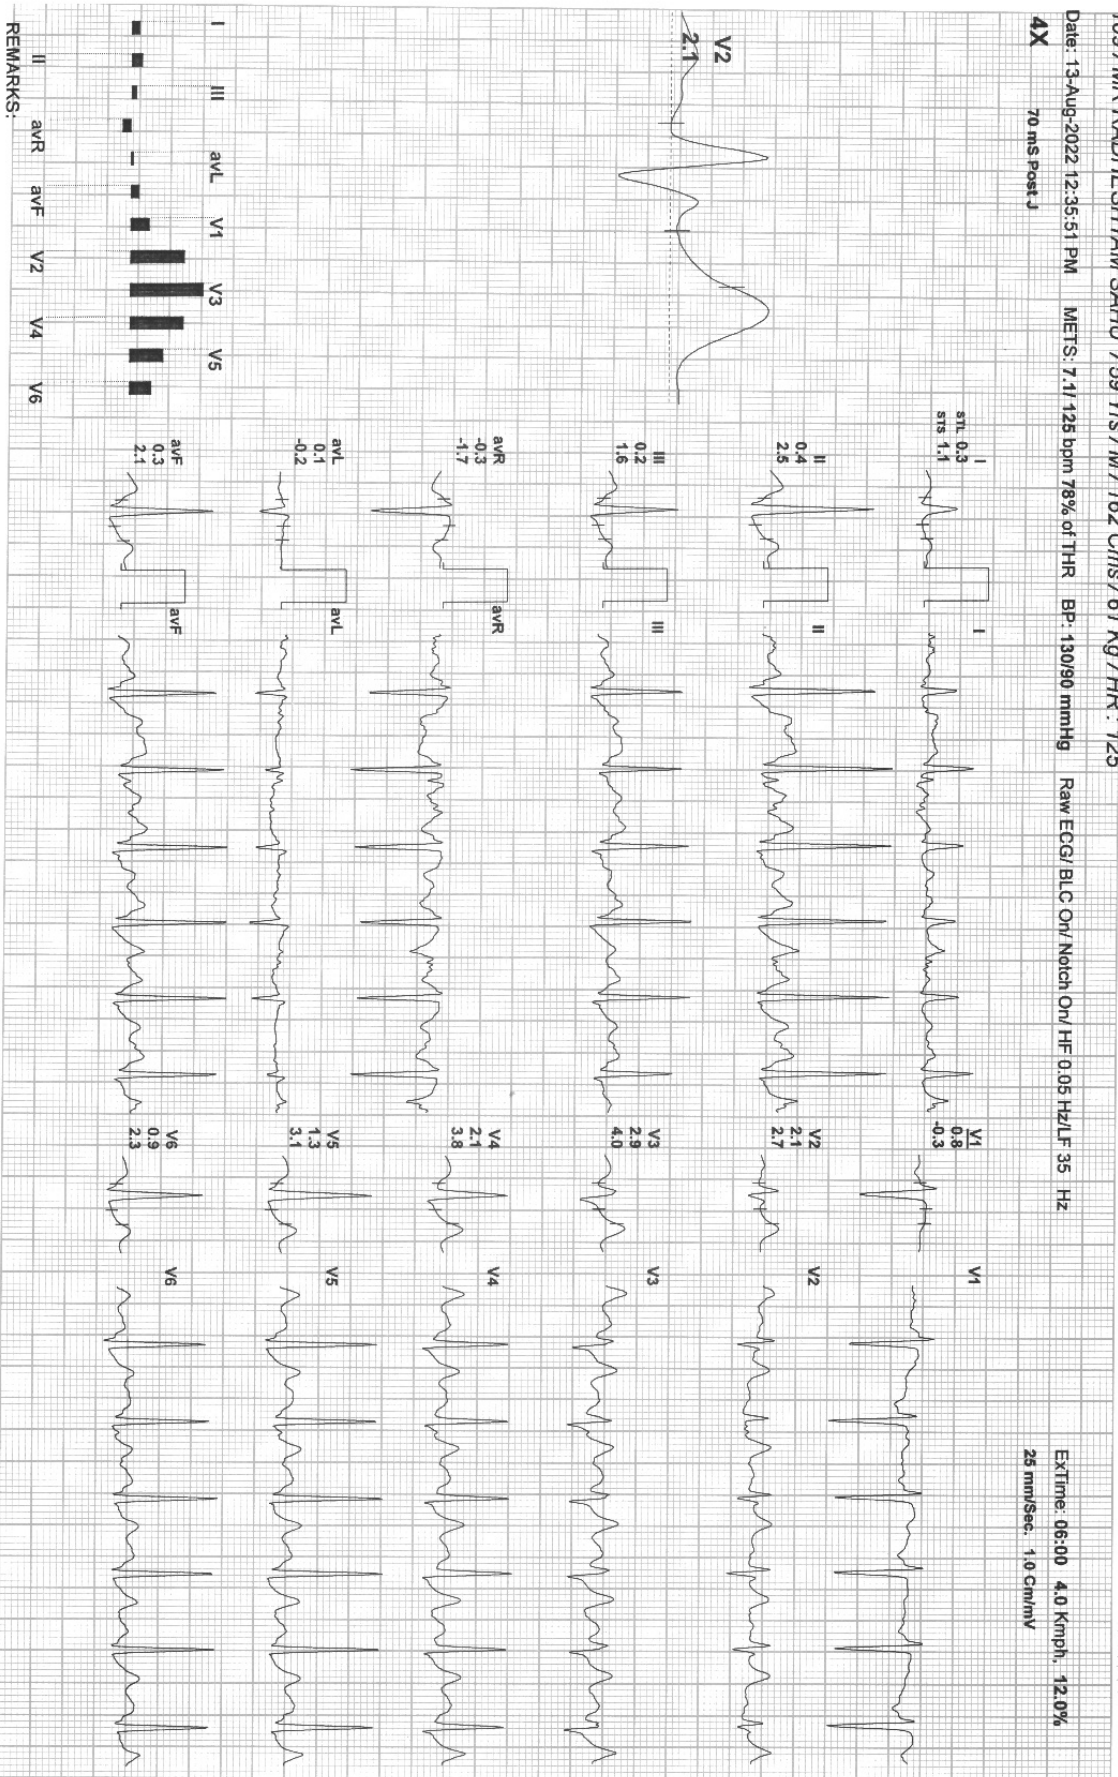 Date: 13-Aug-2022 12:35:51 PM METS: 7.1/ 125 bpm 78% of THR BP: 130/90 mmHg Raw ECG/ BLC On/ Notch On/ HF 0.05 Hz/LF 35 Hz
ExTime: 06:00 4.0 Kmph, 12.0%
4X 70 mS Post J
25 mm/Sec. 1.0 Cm/mV
V2
2.1
I
STL 0.3
STS 1.1
I
V1
0.8
-0.3
V1
II
0.4
2.5
II
V2
2.1
2.7
V2
III
0.2
1.6
III
V3
2.9
4.0
V3
avR
-0.3
-1.7
avR
V4
2.1
3.8
V4
avL
0.1
-0.2
avL
V5
1.3
3.1
V5
avF
0.3
2.1
avF
V6
0.9
2.3
V6
I III avL V1 V3 V5
II avR avF V2 V4 V6
REMARKS: